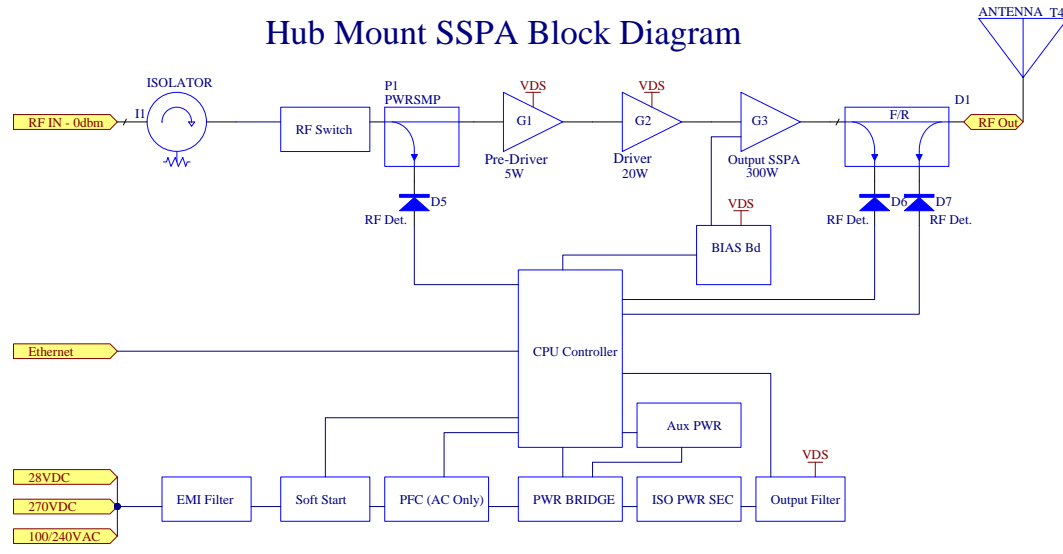 Hub Mount SSPA Block Diagram
ANTENNA T4
ISOLATOR
I1
RF IN - 0dbm
RF Switch
P1
PWRSMP
VDS
G1
Pre-Driver
5W
VDS
G2
Driver
20W
G3
Output SSPA
300W
D1
F/R
RF Out
D5
RF Det.
D6
RF Det.
D7
RF Det.
VDS
BIAS Bd
Ethernet
CPU Controller
Aux PWR
28VDC
270VDC
100/240VAC
EMI Filter
Soft Start
PFC (AC Only)
PWR BRIDGE
ISO PWR SEC
VDS
Output Filter